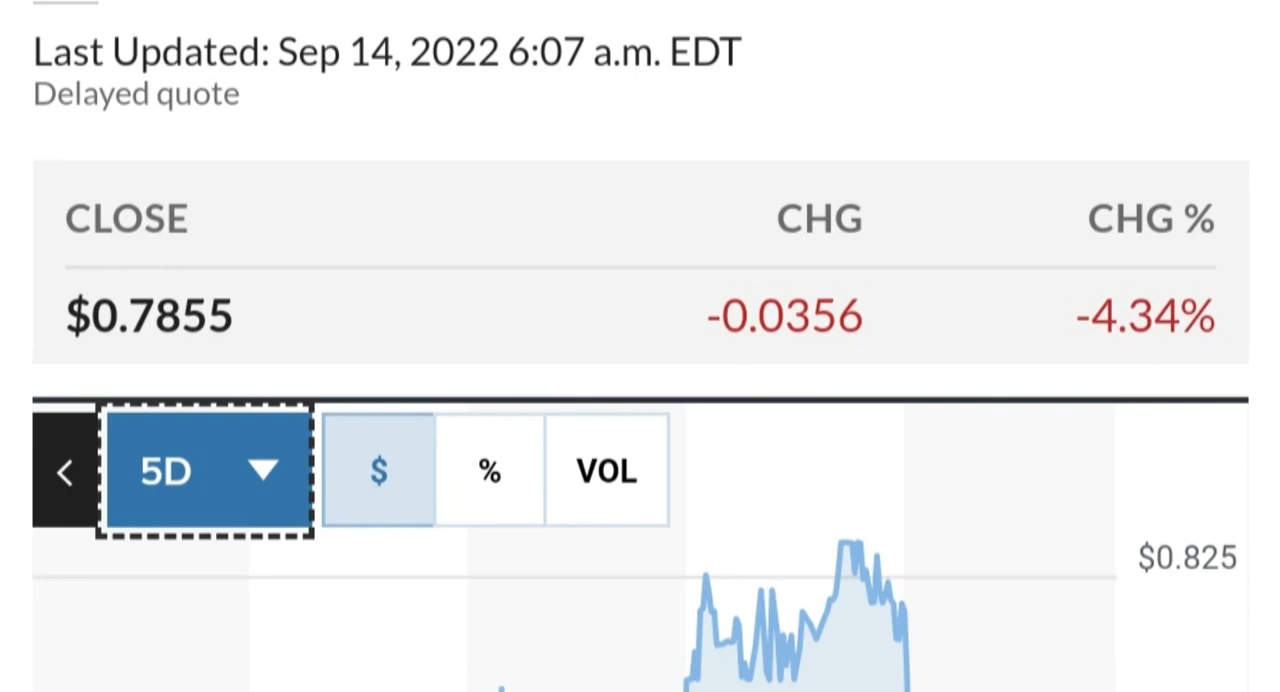 Last Updated: Sep 14, 2022 6:07 a.m. EDT
Delayed quote
CLOSE CHG CHG %
$0.7855 -0.0356 -4.34%
5D $ % VOL
$0.825